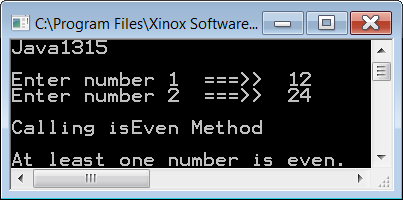 C:\Program Files\Xinox Software...
Java1315
Enter number 1  ===>>  12
Enter number 2  ===>>  24
Calling isEven Method
At least one number is even.